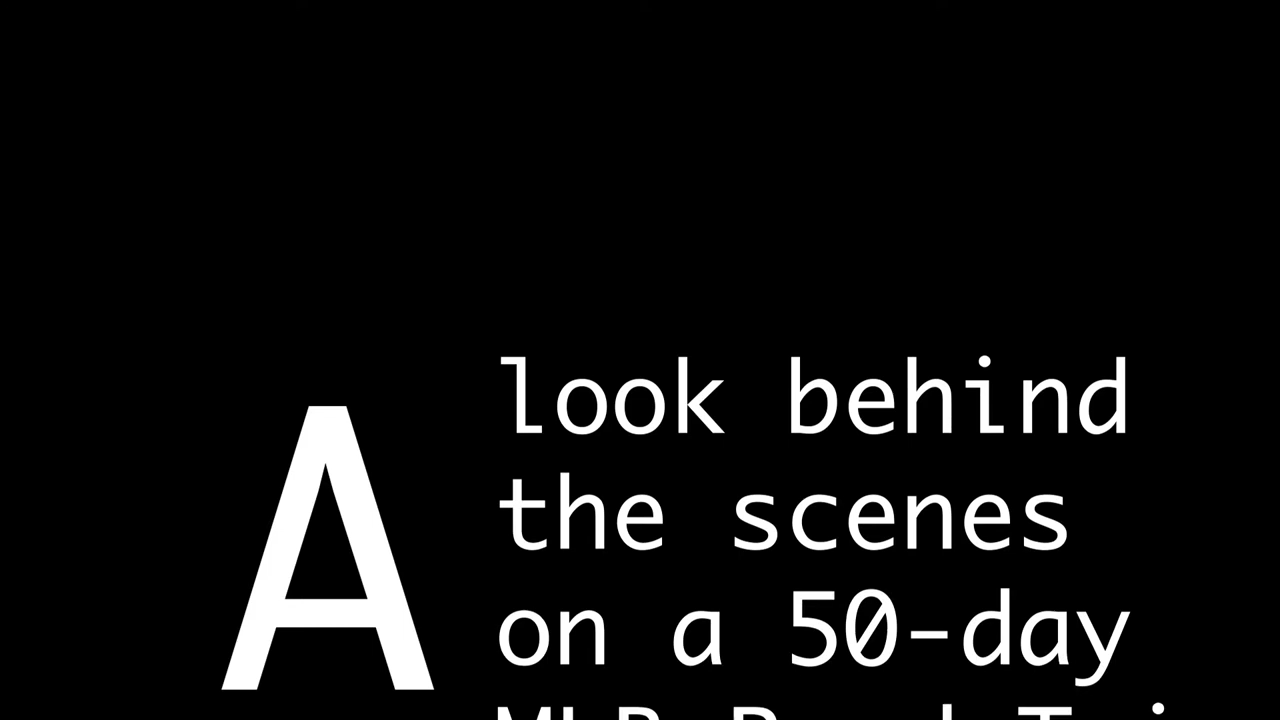 A
look behind
the scenes
on a 50-day